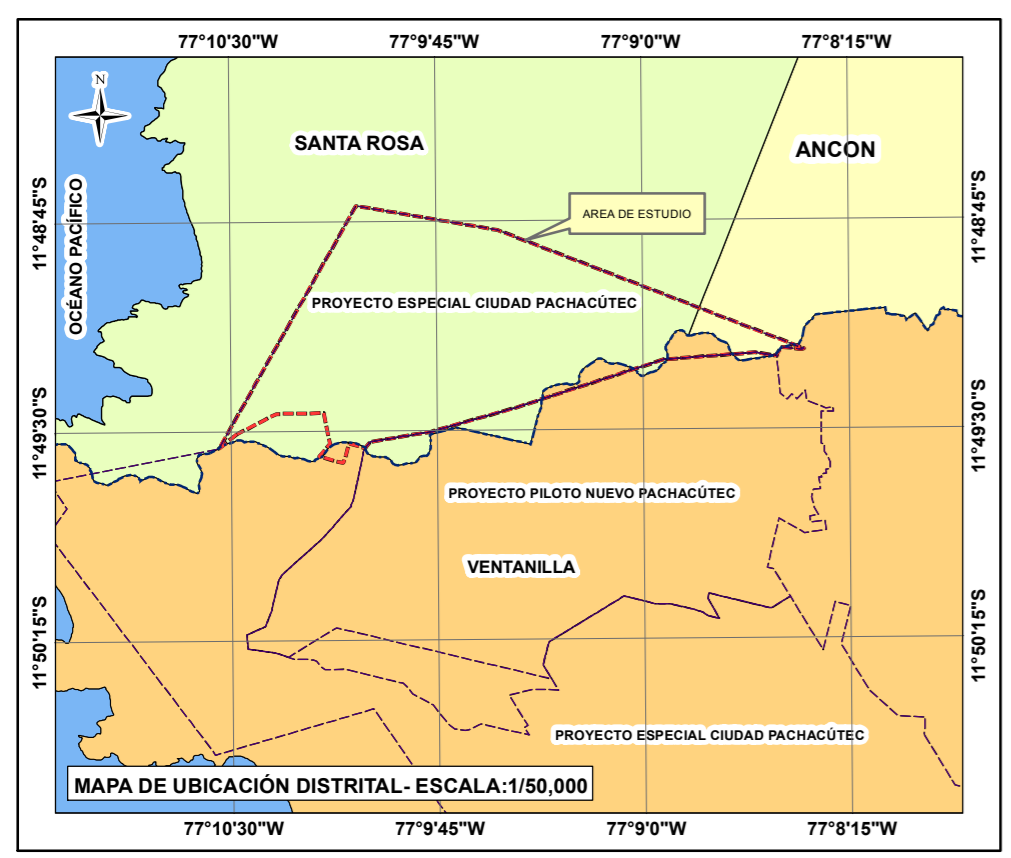 77°10'30"W 77°9'45"W 77°9'0"W 77°8'15"W
N
SANTA ROSA
ANCON
11°48'45"S
11°48'45"S
OCÉANO PACÍFICO
AREA DE ESTUDIO
PROYECTO ESPECIAL CIUDAD PACHACÚTEC
11°49'30"S
11°49'30"S
PROYECTO PILOTO NUEVO PACHACÚTEC
VENTANILLA
11°50'15"S
11°50'15"S
PROYECTO ESPECIAL CIUDAD PACHACÚTEC
MAPA DE UBICACIÓN DISTRITAL- ESCALA:1/50,000
77°10'30"W 77°9'45"W 77°9'0"W 77°8'15"W